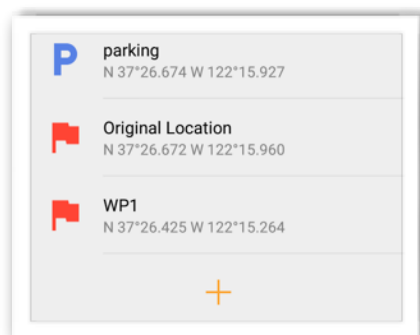 P parking
N 37°26.674 W 122°15.927
Original Location
N 37°26.672 W 122°15.960
WP1
N 37°26.425 W 122°15.264